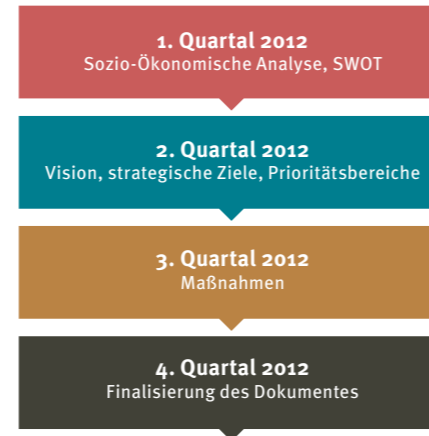 1. Quartal 2012
Sozio-Ökonomische Analyse, SWOT
2. Quartal 2012
Vision, strategische Ziele, Prioritätsbereiche
3. Quartal 2012
Maßnahmen
4. Quartal 2012
Finalisierung des Dokumentes